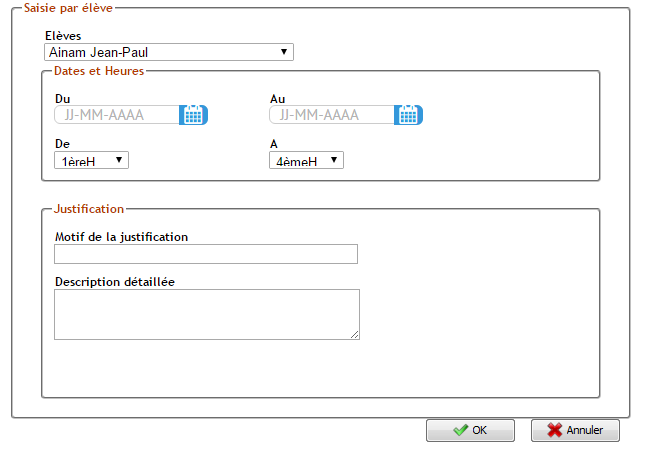 Saisie par élève
Elèves
Ainam Jean-Paul
Dates et Heures
Du Au
JJ-MM-AAAA JJ-MM-AAAA
De A
1èreH 4èmeH
Justification
Motif de la justification
Description détaillée
OK Annuler